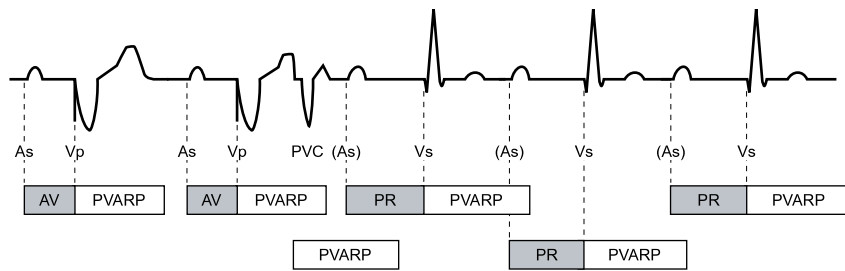 As Vp As Vp PVC (As) Vs (As) Vs (As) Vs
AV PVARP AV PVARP PR PVARP PR PVARP
PVARP PR PVARP